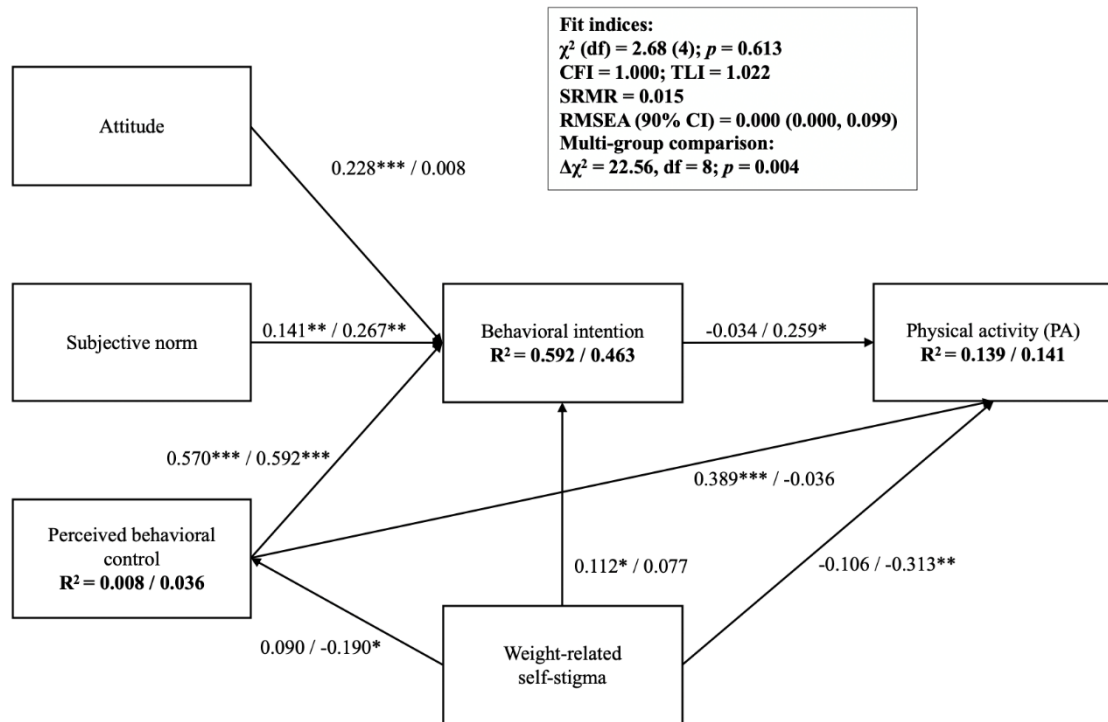 Fit indices:
χ² (df) = 2.68 (4); p = 0.613
CFI = 1.000; TLI = 1.022
SRMR = 0.015
RMSEA (90% CI) = 0.000 (0.000, 0.099)
Multi-group comparison:
Δχ² = 22.56, df = 8; p = 0.004
Attitude
0.228*** / 0.008
Subjective norm
0.141** / 0.267**
Behavioral intention
R² = 0.592 / 0.463
-0.034 / 0.259*
Physical activity (PA)
R² = 0.139 / 0.141
0.570*** / 0.592***
0.389*** / -0.036
Perceived behavioral
control
R² = 0.008 / 0.036
0.112* / 0.077
-0.106 / -0.313**
0.090 / -0.190*
Weight-related
self-stigma